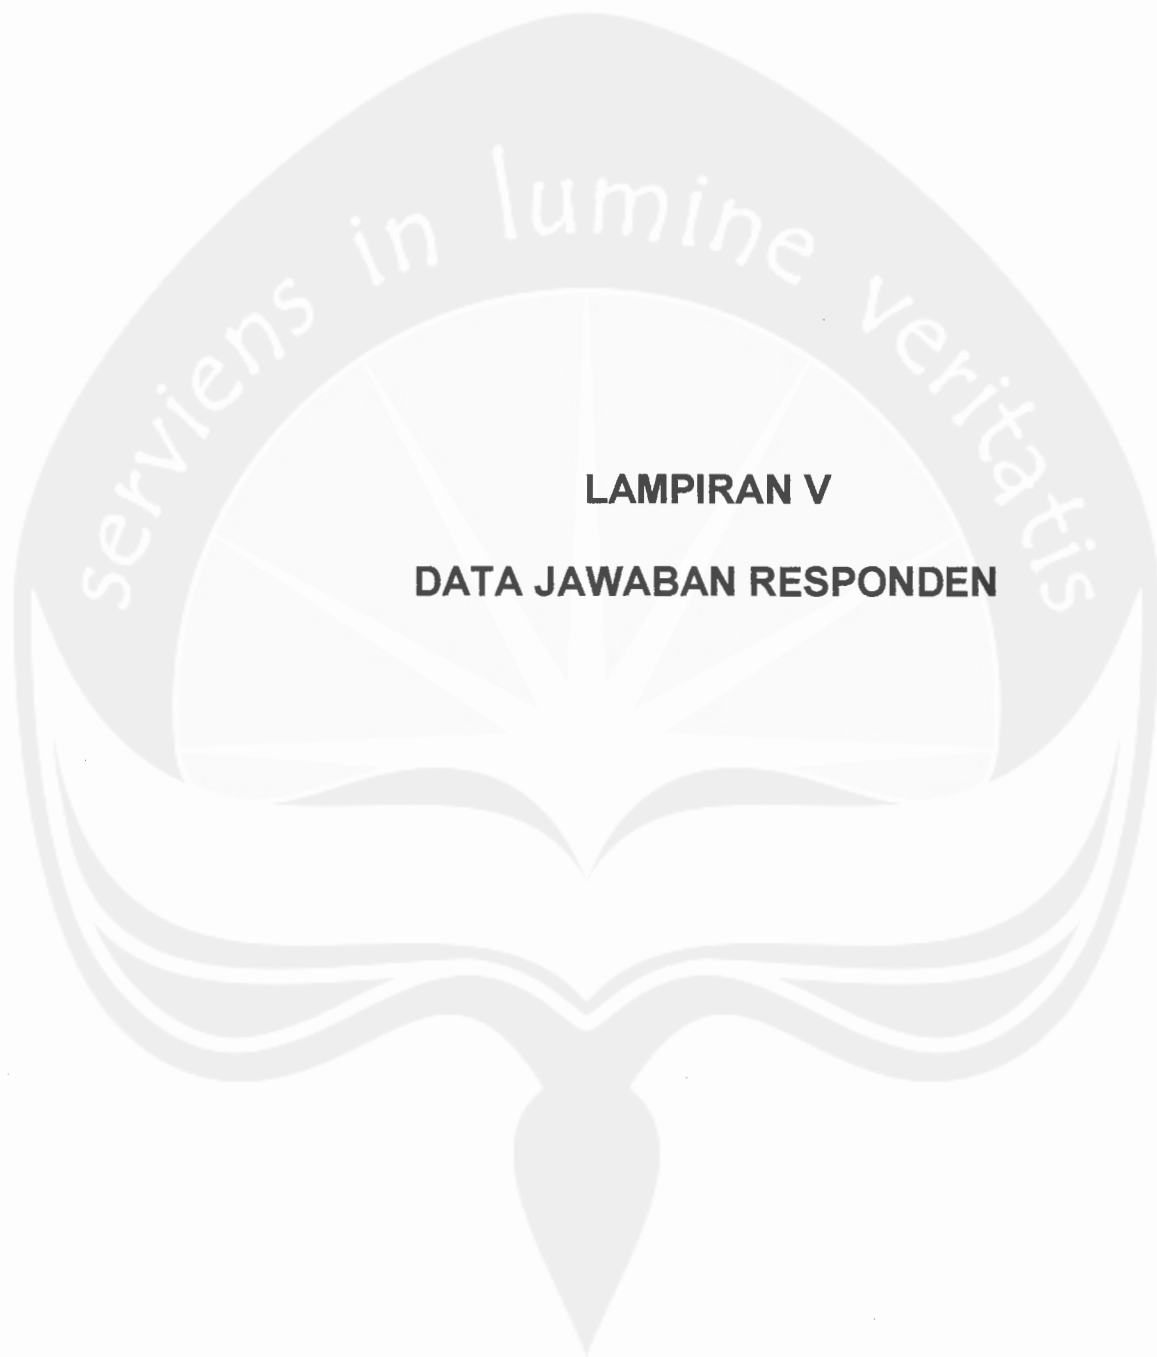 serviens in lumine veritatis
LAMPIRAN V
DATA JAWABAN RESPONDEN